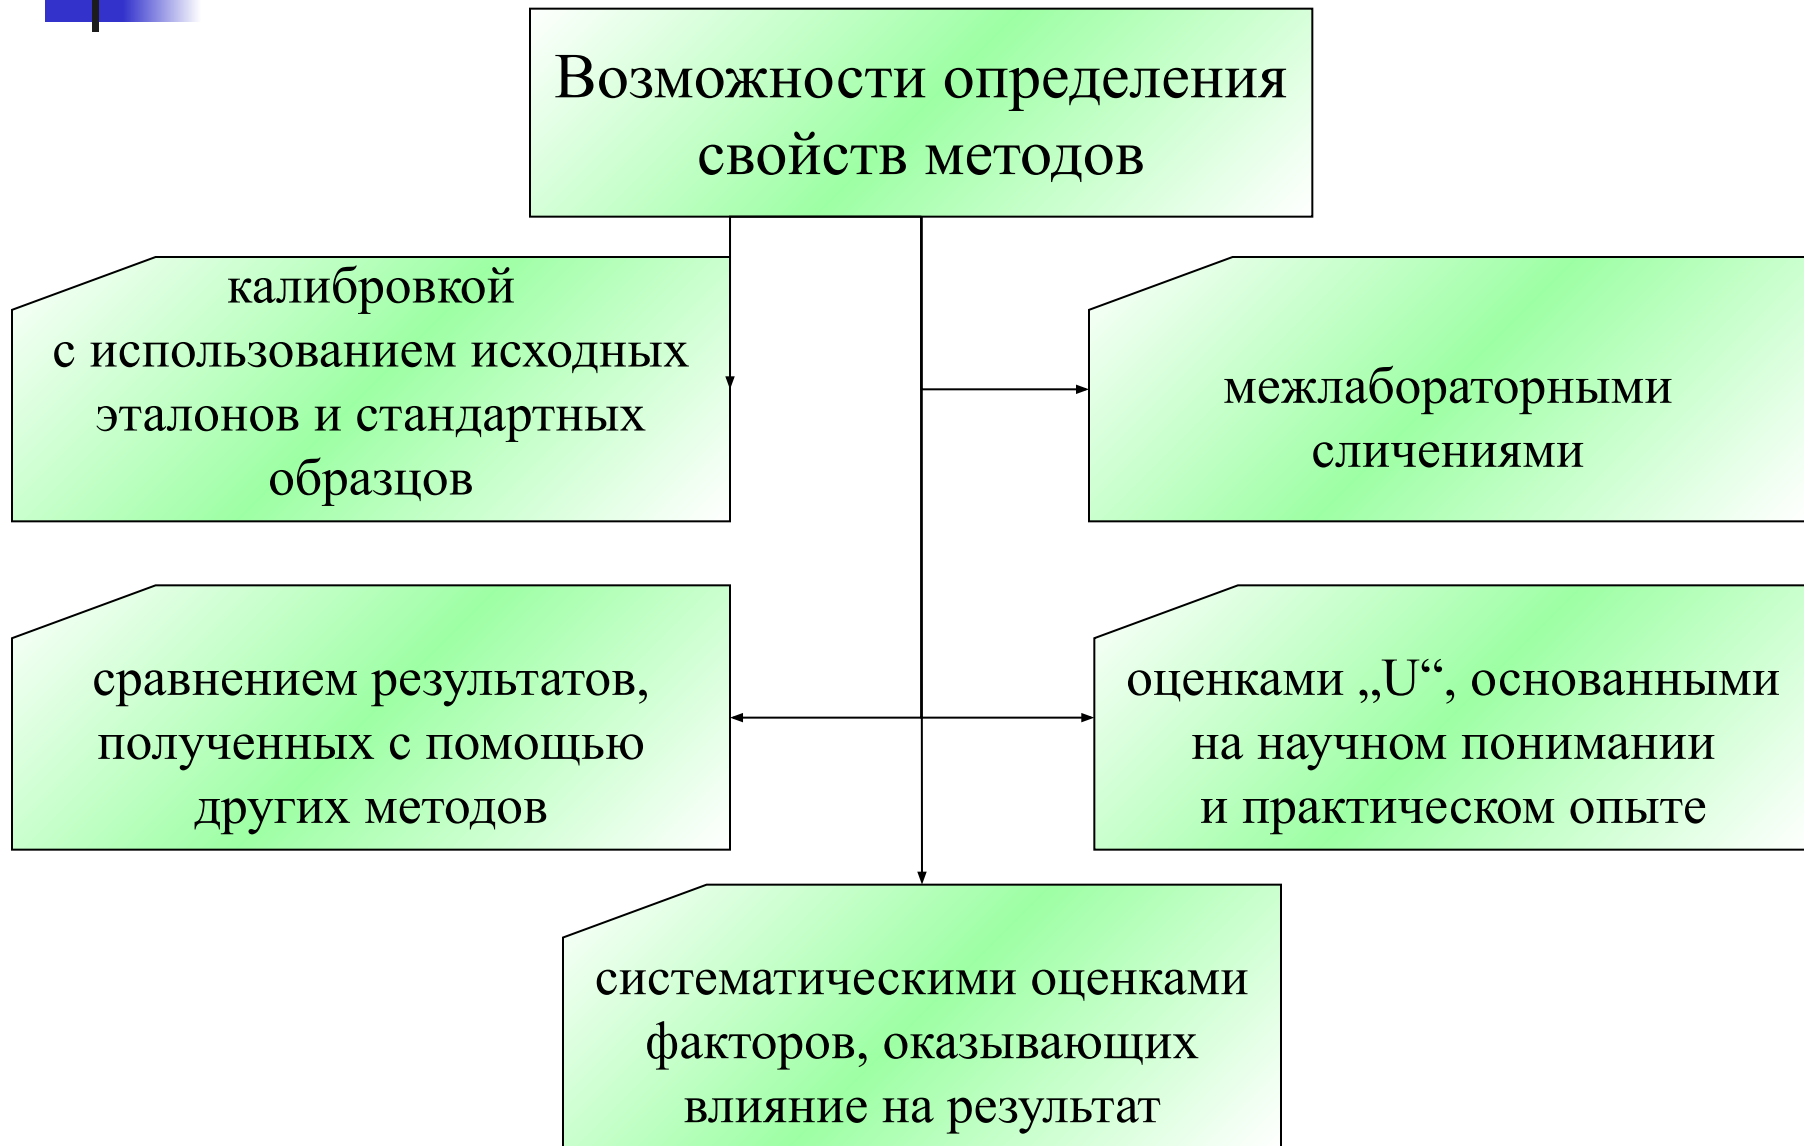 Возможности определения
свойств методов
калибровкой
с использованием исходных
эталонов и стандартных
образцов
межлабораторными
сличениями
сравнением результатов,
полученных с помощью
других методов
оценками „U“, основанными
на научном понимании
и практическом опыте
систематическими оценками
факторов, оказывающих
влияние на результат